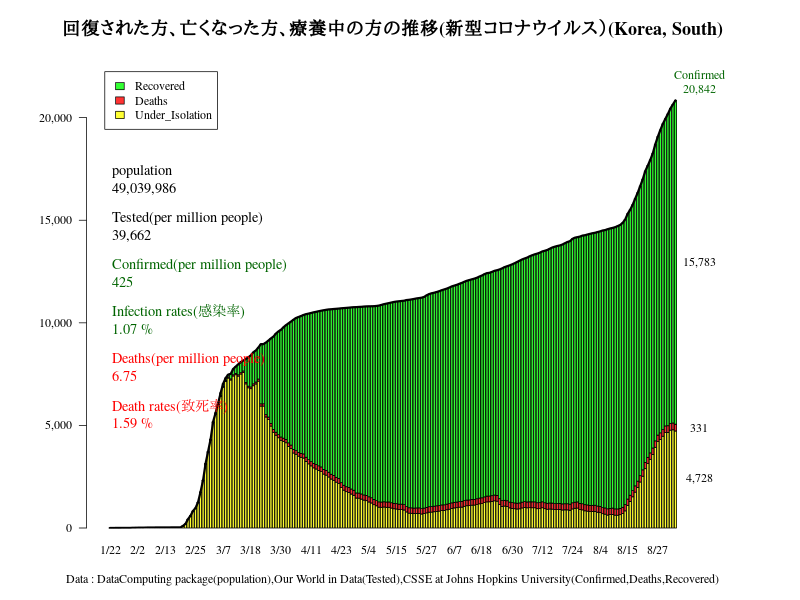 回復された方、亡くなった方、療養中の方の推移(新型コロナウイルス)(Korea, South)
Confirmed
20,842
Recovered
Deaths
Under_Isolation
20,000
15,000
10,000
5,000
0
population
49,039,986
Tested(per million people)
39,662
Confirmed(per million people)
425
Infection rates(感染率)
1.07 %
Deaths(per million people)
6.75
Death rates(致死率)
1.59 %
15,783
331
4,728
1/22 2/2 2/13 2/25 3/7 3/18 3/30 4/11 4/23 5/4 5/15 5/27 6/7 6/18 6/30 7/12 7/24 8/4 8/15 8/27
Data : DataComputing package(population),Our World in Data(Tested),CSSE at Johns Hopkins University(Confirmed,Deaths,Recovered)